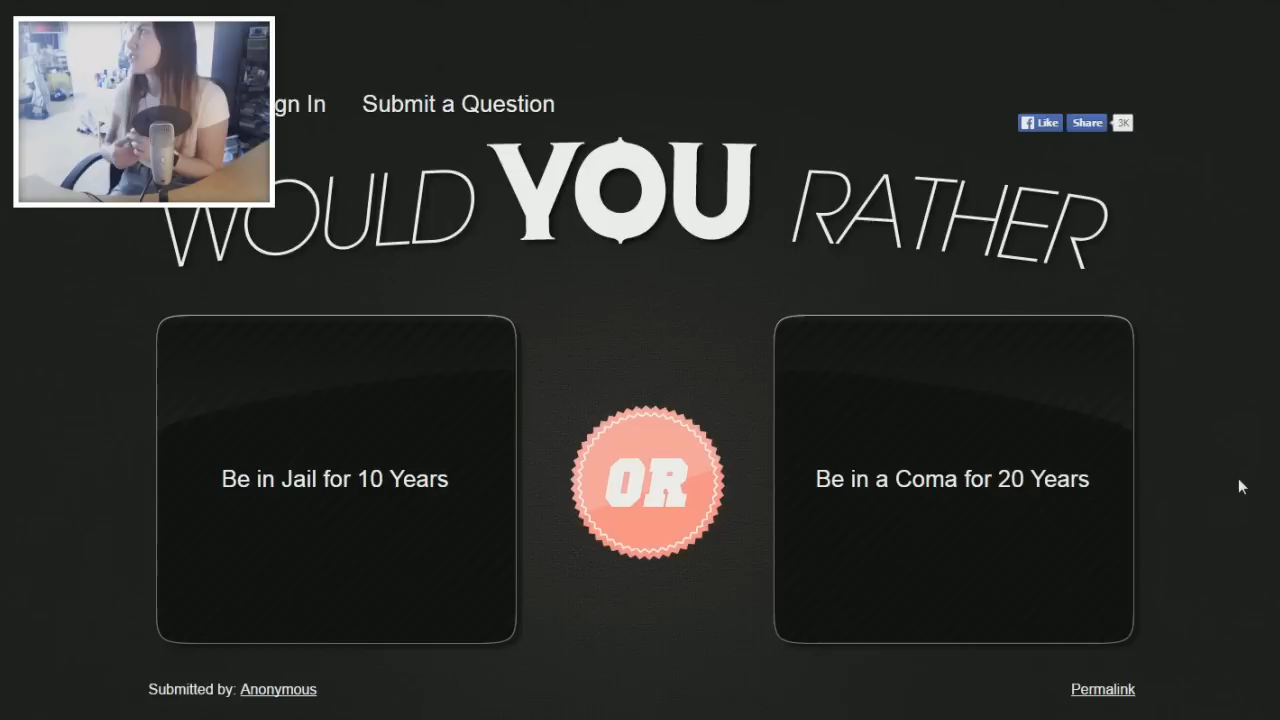 gn In
Submit a Question
Like
Share
3K
WOULD YOU RATHER
Be in Jail for 10 Years
OR
Be in a Coma for 20 Years
Submitted by: Anonymous
Permalink